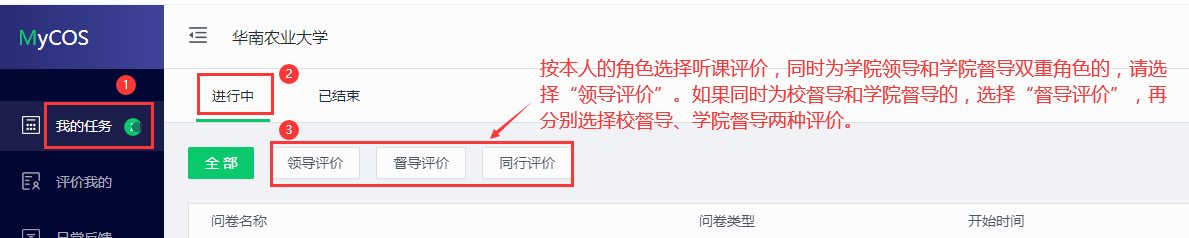 MyCOS
华南农业大学
1
2
按本人的角色选择听课评价，同时为学院领导和学院督导双重角色的，请选
择“领导评价”。如果同时为校督导和学院督导的，选择“督导评价”，再
分别选择校督导、学院督导两种评价。
进行中
已结束
我的任务
3
全 部
领导评价
督导评价
同行评价
评价我的
问卷名称
问卷类型
开始时间